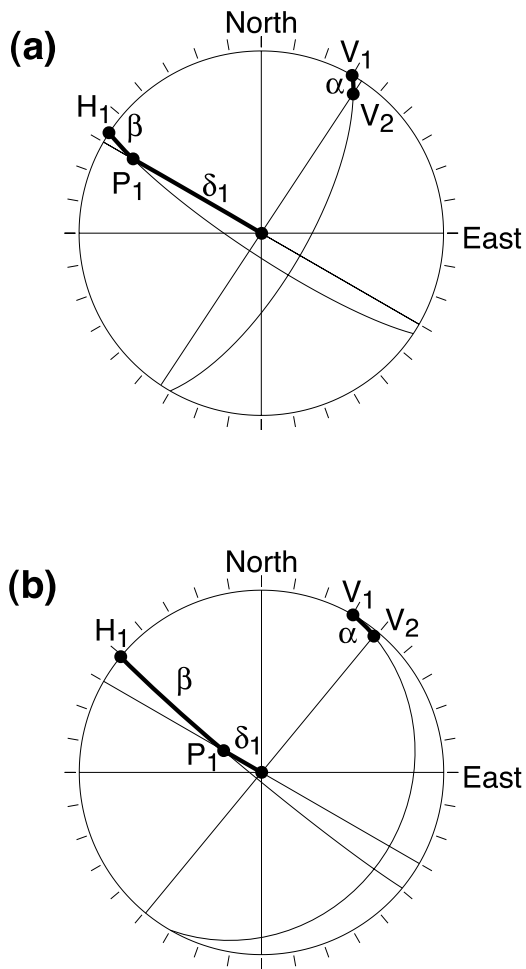 (a)
North
V₁
α
V₂
H₁
β
P₁
δ₁
East
(b)
North
V₁
V₂
α
H₁
β
P₁
δ₁
East